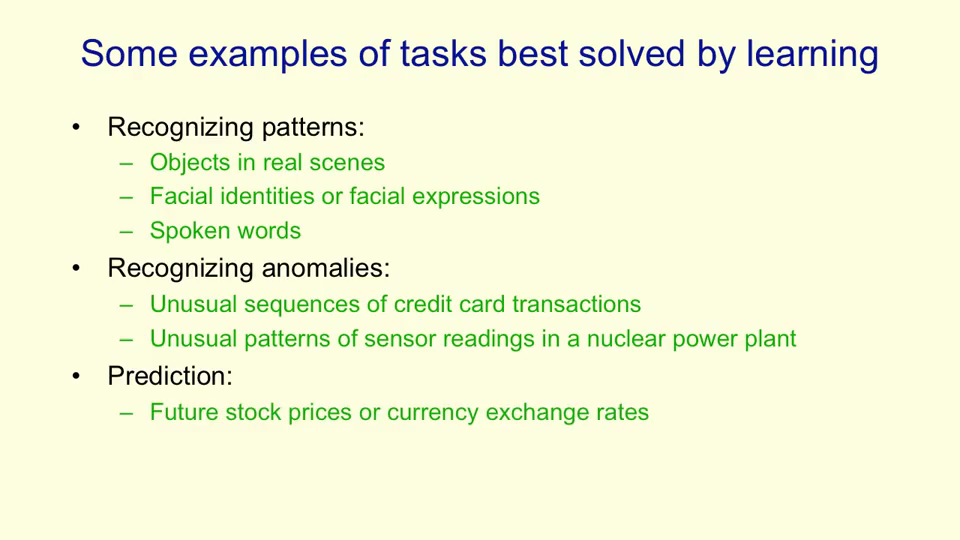 Some examples of tasks best solved by learning
• Recognizing patterns:
– Objects in real scenes
– Facial identities or facial expressions
– Spoken words
• Recognizing anomalies:
– Unusual sequences of credit card transactions
– Unusual patterns of sensor readings in a nuclear power plant
• Prediction:
– Future stock prices or currency exchange rates